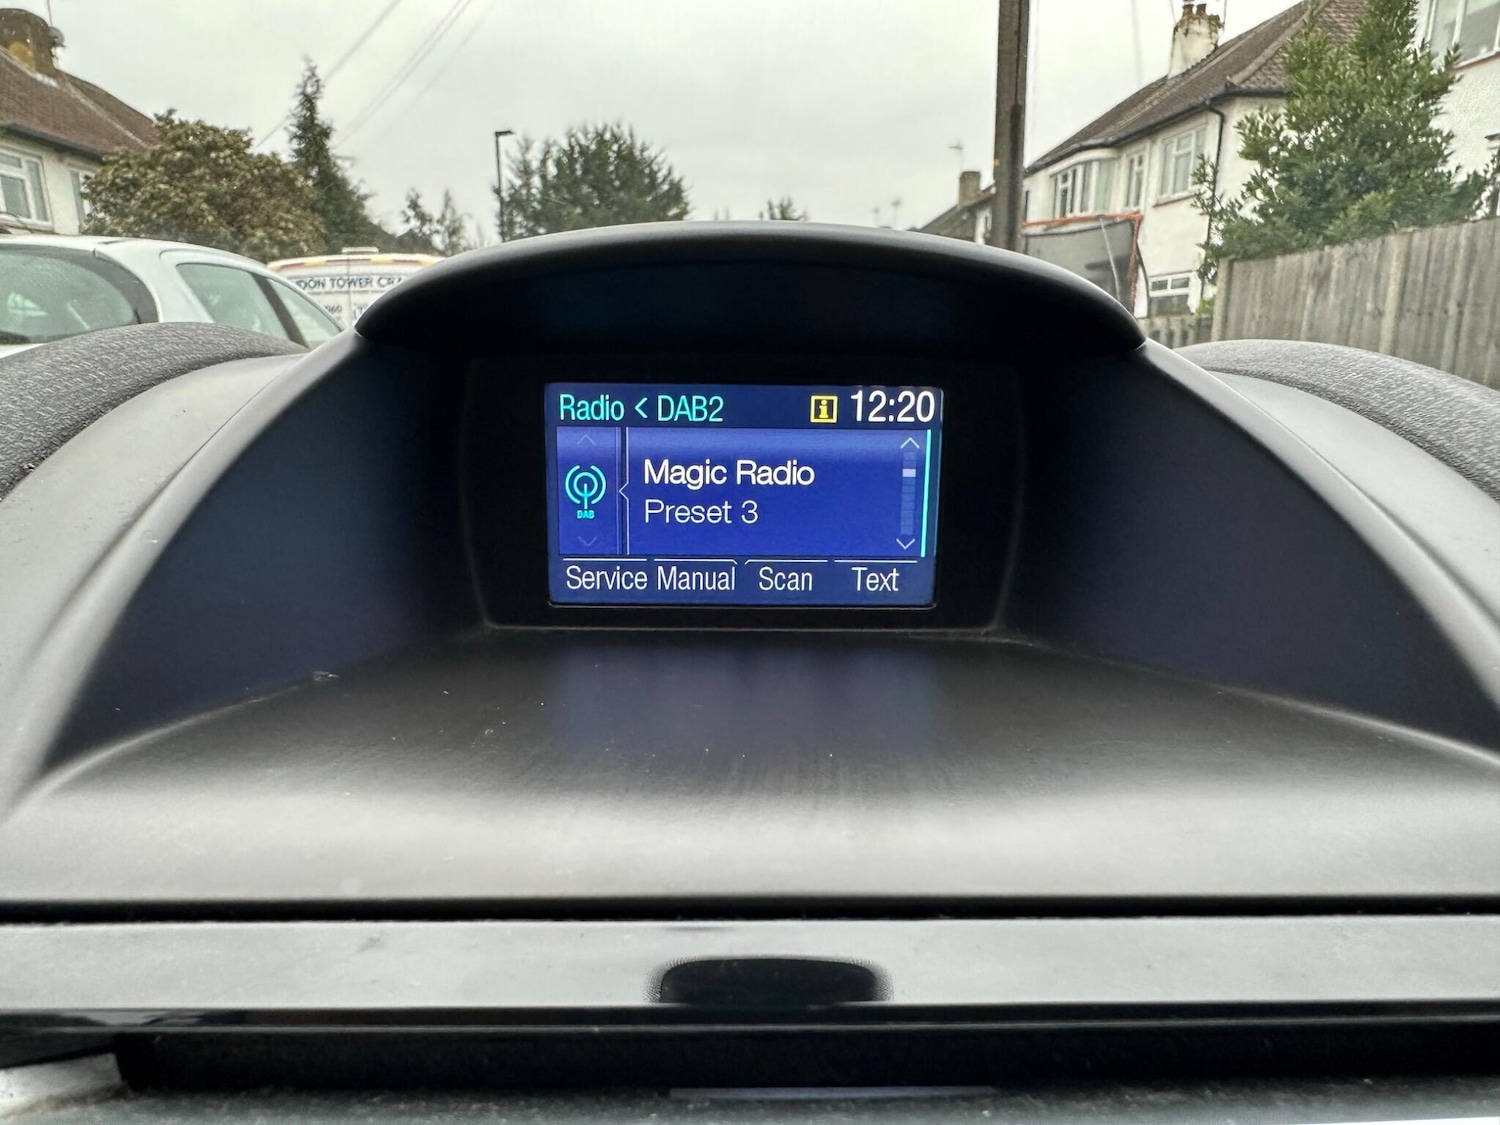 DON TOWER CRA
Radio < DAB2 i 12:20
Magic Radio
DAB
Preset 3
Service Manual Scan Text